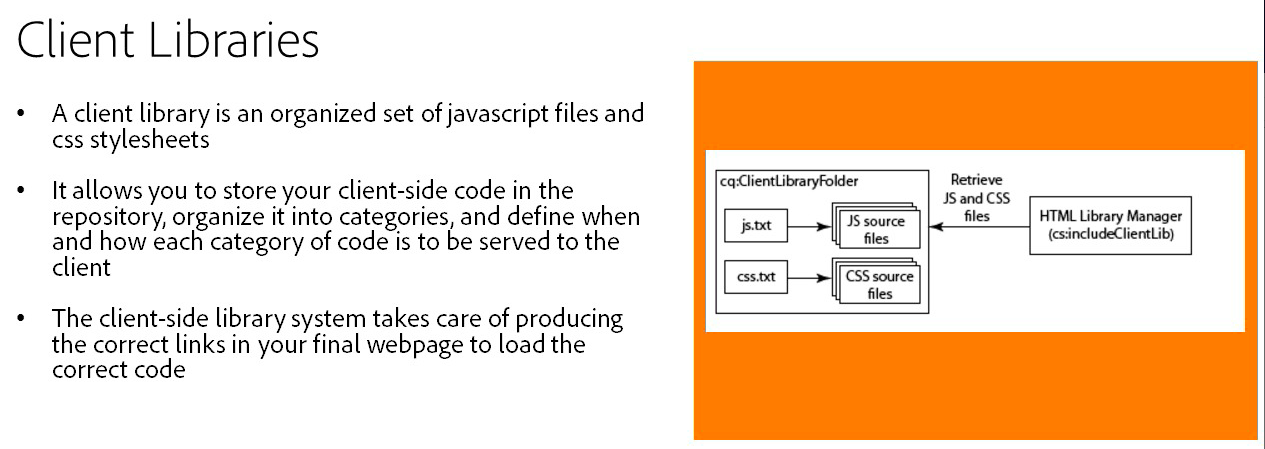 Client Libraries
• A client library is an organized set of javascript files and
css stylesheets
• It allows you to store your client-side code in the
repository, organize it into categories, and define when
and how each category of code is to be served to the
client
• The client-side library system takes care of producing
the correct links in your final webpage to load the
correct code
cq:ClientLibraryFolder
js.txt
JS source
files
css.txt
CSS source
files
Retrieve
JS and CSS
files
HTML Library Manager
(cs:includeClientLib)